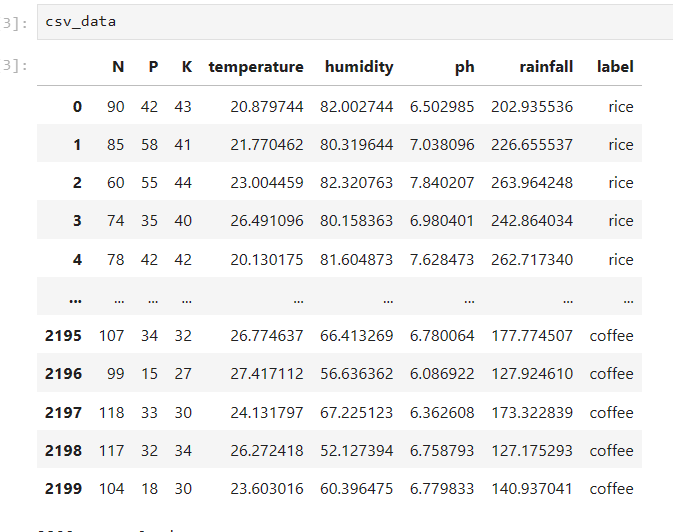 3]: csv_data
3]: N P K temperature humidity ph rainfall label
0 90 42 43 20.879744 82.002744 6.502985 202.935536 rice
1 85 58 41 21.770462 80.319644 7.038096 226.655537 rice
2 60 55 44 23.004459 82.320763 7.840207 263.964248 rice
3 74 35 40 26.491096 80.158363 6.980401 242.864034 rice
4 78 42 42 20.130175 81.604873 7.628473 262.717340 rice
... ... ... ... ... ... ... ... ...
2195 107 34 32 26.774637 66.413269 6.780064 177.774507 coffee
2196 99 15 27 27.417112 56.636362 6.086922 127.924610 coffee
2197 118 33 30 24.131797 67.225123 6.362608 173.322839 coffee
2198 117 32 34 26.272418 52.127394 6.758793 127.175293 coffee
2199 104 18 30 23.603016 60.396475 6.779833 140.937041 coffee